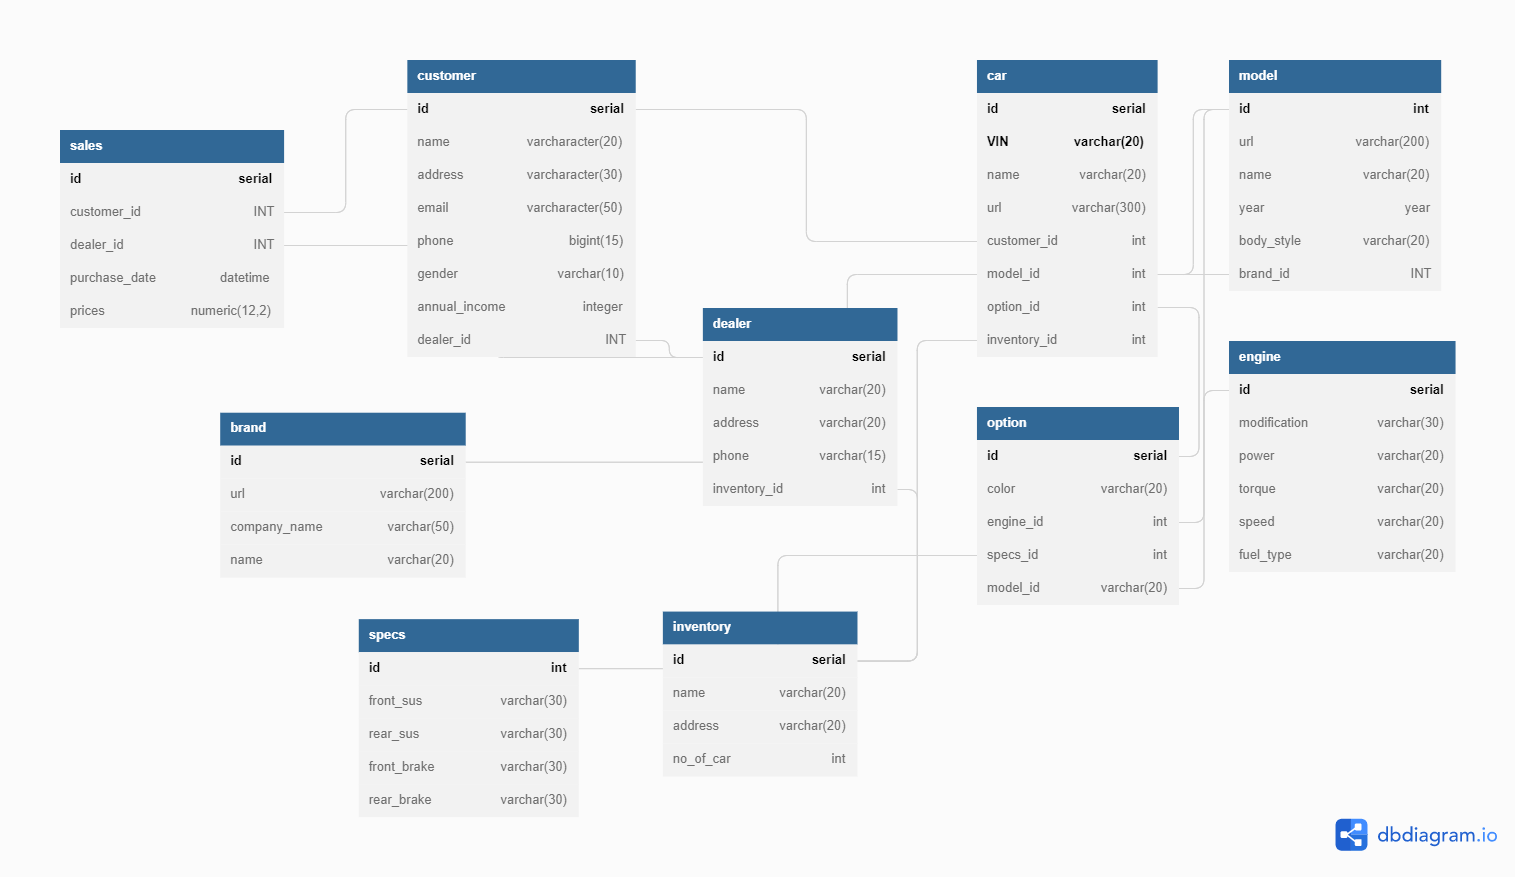 sales
id serial
customer_id INT
dealer_id INT
purchase_date datetime
prices numeric(12,2)
customer
id serial
name varcharacter(20)
address varcharacter(30)
email varcharacter(50)
phone bigint(15)
gender varchar(10)
annual_income integer
dealer_id INT
dealer
id serial
name varchar(20)
address varchar(20)
phone varchar(15)
inventory_id int
car
id serial
VIN varchar(20)
name varchar(20)
url varchar(300)
customer_id int
model_id int
option_id int
inventory_id int
model
id int
url varchar(200)
name varchar(20)
year year
body_style varchar(20)
brand_id INT
brand
id serial
url varchar(200)
company_name varchar(50)
name varchar(20)
option
id serial
color varchar(20)
engine_id int
specs_id int
model_id varchar(20)
engine
id serial
modification varchar(30)
power varchar(20)
torque varchar(20)
speed varchar(20)
fuel_type varchar(20)
specs
id int
front_sus varchar(30)
rear_sus varchar(30)
front_brake varchar(30)
rear_brake varchar(30)
inventory
id serial
name varchar(20)
address varchar(20)
no_of_car int
dbdiagram.io